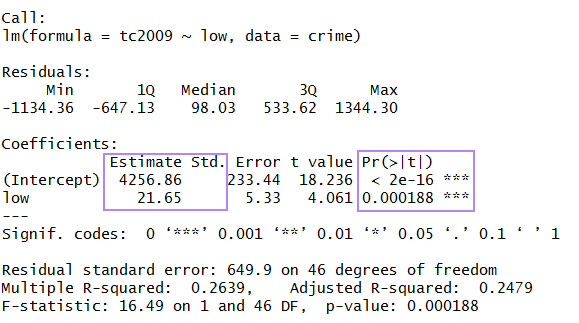 Call:
lm(formula = tc2009 ~ low, data = crime)
Residuals:
Min 1Q Median 3Q Max
-1134.36 -647.13 98.03 533.62 1344.30
Coefficients:
Estimate Std. Error t value Pr(>|t|)
(Intercept) 4256.86 233.44 18.236 < 2e-16 ***
low 21.65 5.33 4.061 0.000188 ***
---
Signif. codes: 0 ‘***’ 0.001 ‘**’ 0.01 ‘*’ 0.05 ‘.’ 0.1 ‘ ’ 1
Residual standard error: 649.9 on 46 degrees of freedom
Multiple R-squared: 0.2639, Adjusted R-squared: 0.2479
F-statistic: 16.49 on 1 and 46 DF, p-value: 0.000188